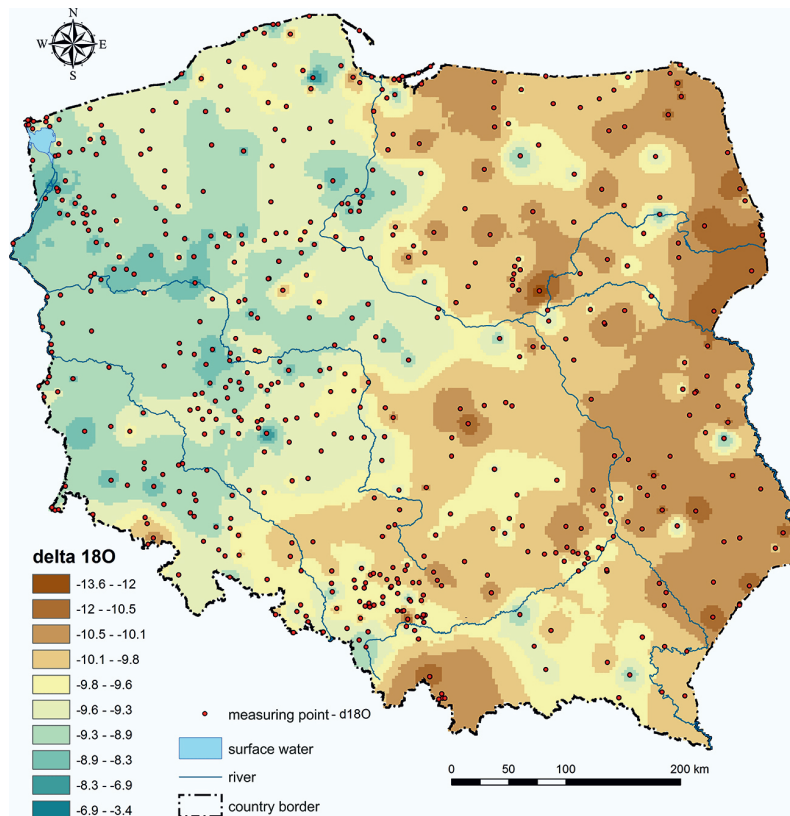 N
W E
S
delta 18O
-13.6 - -12
-12 - -10.5
-10.5 - -10.1
-10.1 - -9.8
-9.8 - -9.6
-9.6 - -9.3
-9.3 - -8.9
-8.9 - -8.3
-8.3 - -6.9
-6.9 - -3.4
measuring point - d18O
surface water
river
country border
0 50 100 200 km